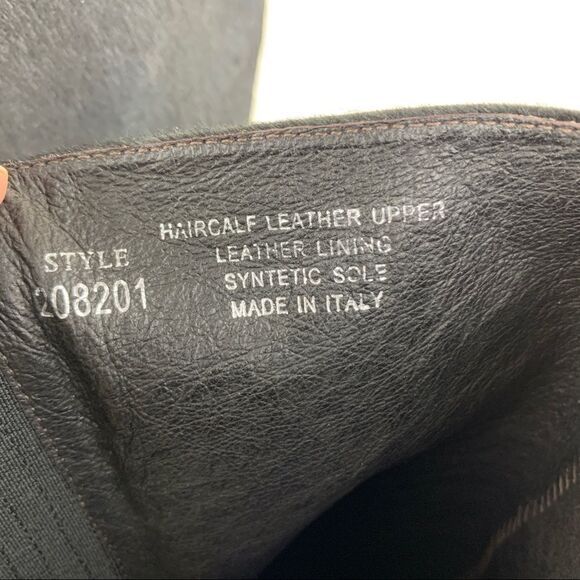 STYLE
208201
HAIRCALF LEATHER UPPER
LEATHER LINING
SYNTETIC SOLE
MADE IN ITALY